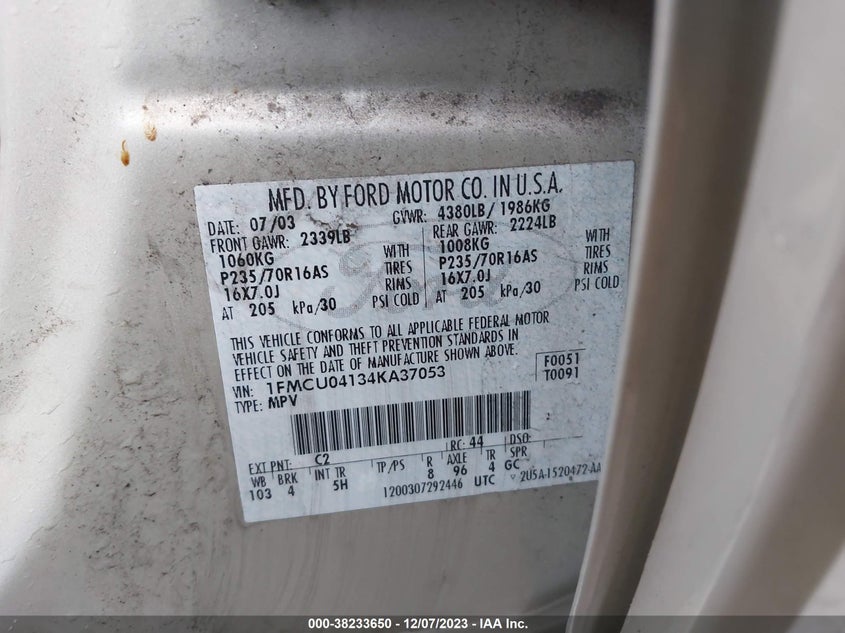 MFD. BY FORD MOTOR CO. IN U.S.A.
DATE: 07/03 GVWR: 4380LB/ 1986KG
FRONT GAWR: 2339LB REAR GAWR: 2224LB
1060KG WITH 1008KG WITH
P235/70R16AS TIRES P235/70R16AS TIRES
16X7.0J RIMS 16X7.0J RIMS
AT 205 kPa/30 PSI COLD AT 205 kPa/30 PSI COLD
Ford
THIS VEHICLE CONFORMS TO ALL APPLICABLE FEDERAL MOTOR
VEHICLE SAFETY AND THEFT PREVENTION STANDARDS IN
EFFECT ON THE DATE OF MANUFACTURE SHOWN ABOVE.
VIN: 1FMCU04134KA37053 F0051
TYPE: MPV T0091
EXT PNT: C2 RC: 44 DSO:
WB BRK INT TR TP/PS R AXLE TR SPR
103 4 5H 8 96 4 GC
1200307292446 UTC 2U5A-1520472-AA
000-38233650 - 12/07/2023 - IAA Inc.